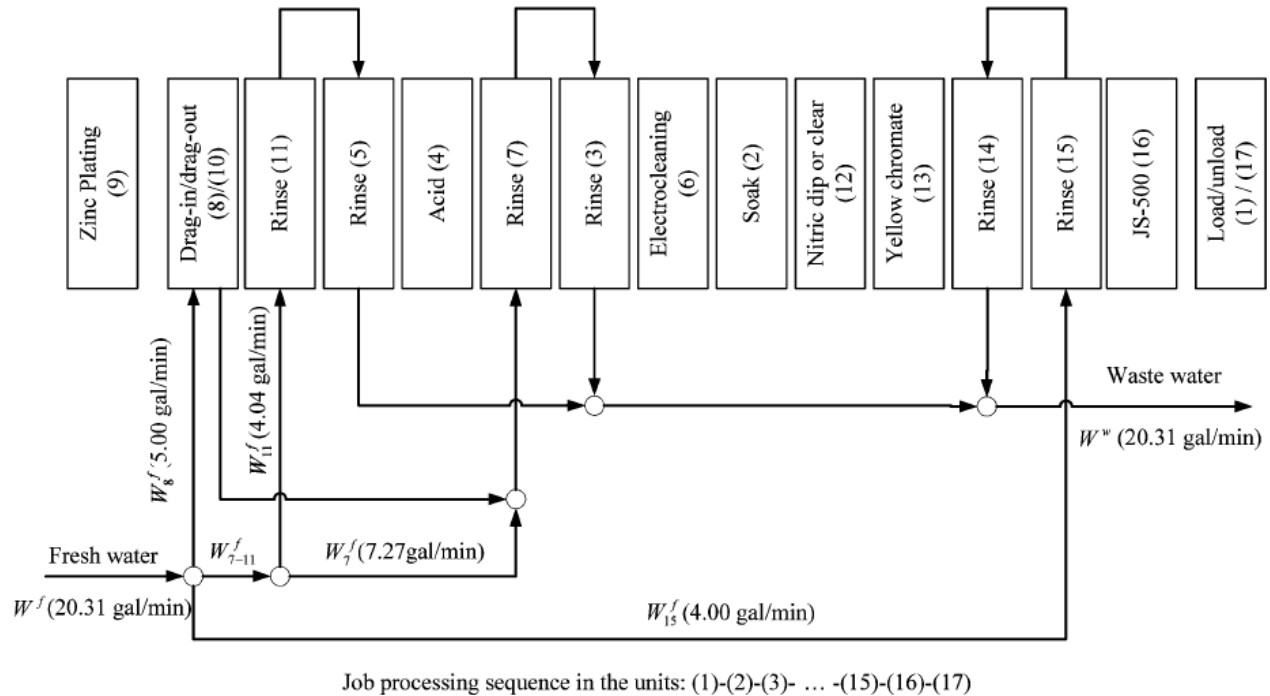 Zinc Plating
(9)
Drag-in/drag-out
(8)/(10)
Rinse (11)
Rinse (5)
Acid (4)
Rinse (7)
Rinse (3)
Electrocleaning
(6)
Soak (2)
Nitric dip or clear
(12)
Yellow chromate
(13)
Rinse (14)
Rinse (15)
JS-500 (16)
Load/unload
(1) / (17)
W₈ᶠ (5.00 gal/min)
W₁₁ᶠ (4.04 gal/min)
Waste water
Wʷ (20.31 gal/min)
Fresh water
W₇₋₁₁ᶠ
W₇ᶠ (7.27gal/min)
Wᶠ (20.31 gal/min)
W₁₅ᶠ (4.00 gal/min)
Job processing sequence in the units: (1)-(2)-(3)- … -(15)-(16)-(17)